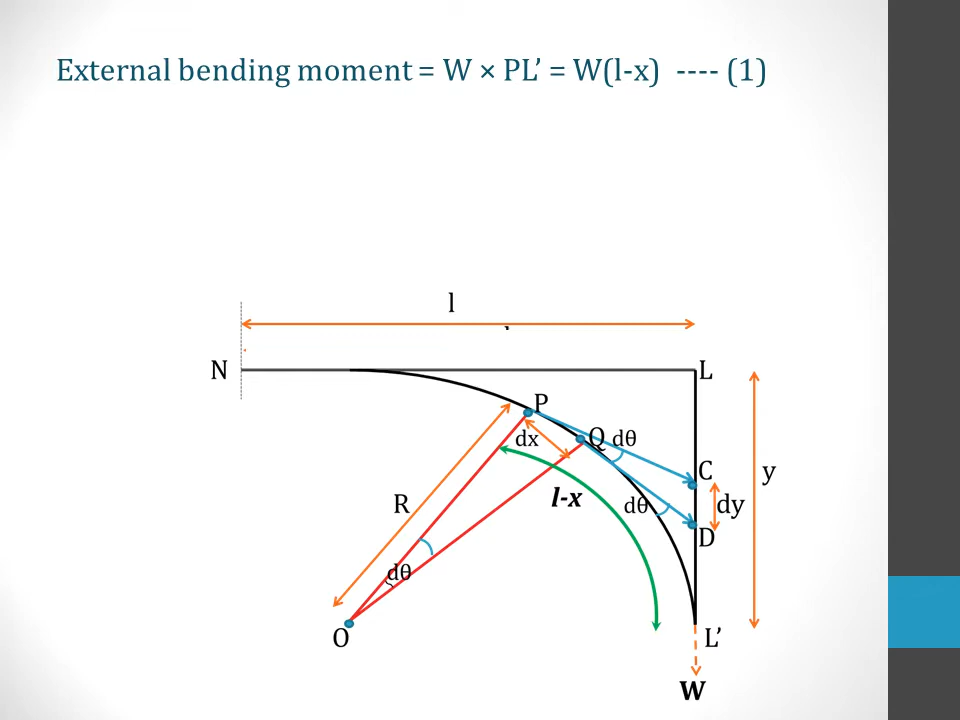 External bending moment = W × PL’ = W(l-x) ---- (1)
l
N
L
P
dx
Q
dθ
C
y
R
l-x
dθ
dy
D
dθ
O
L’
W